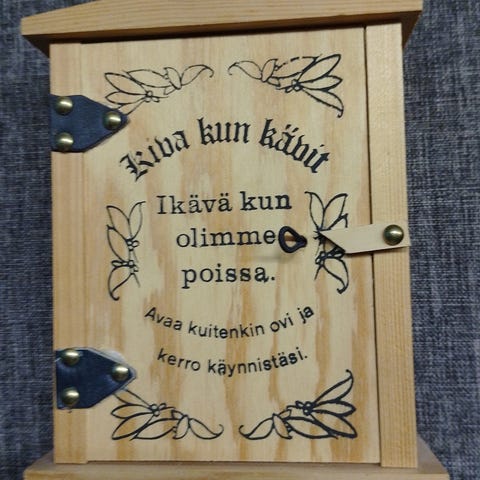 Kiva kun kävit
Ikävä kun
olimme
poissa.
Avaa kuitenkin ovi ja
kerro käynnistäsi.